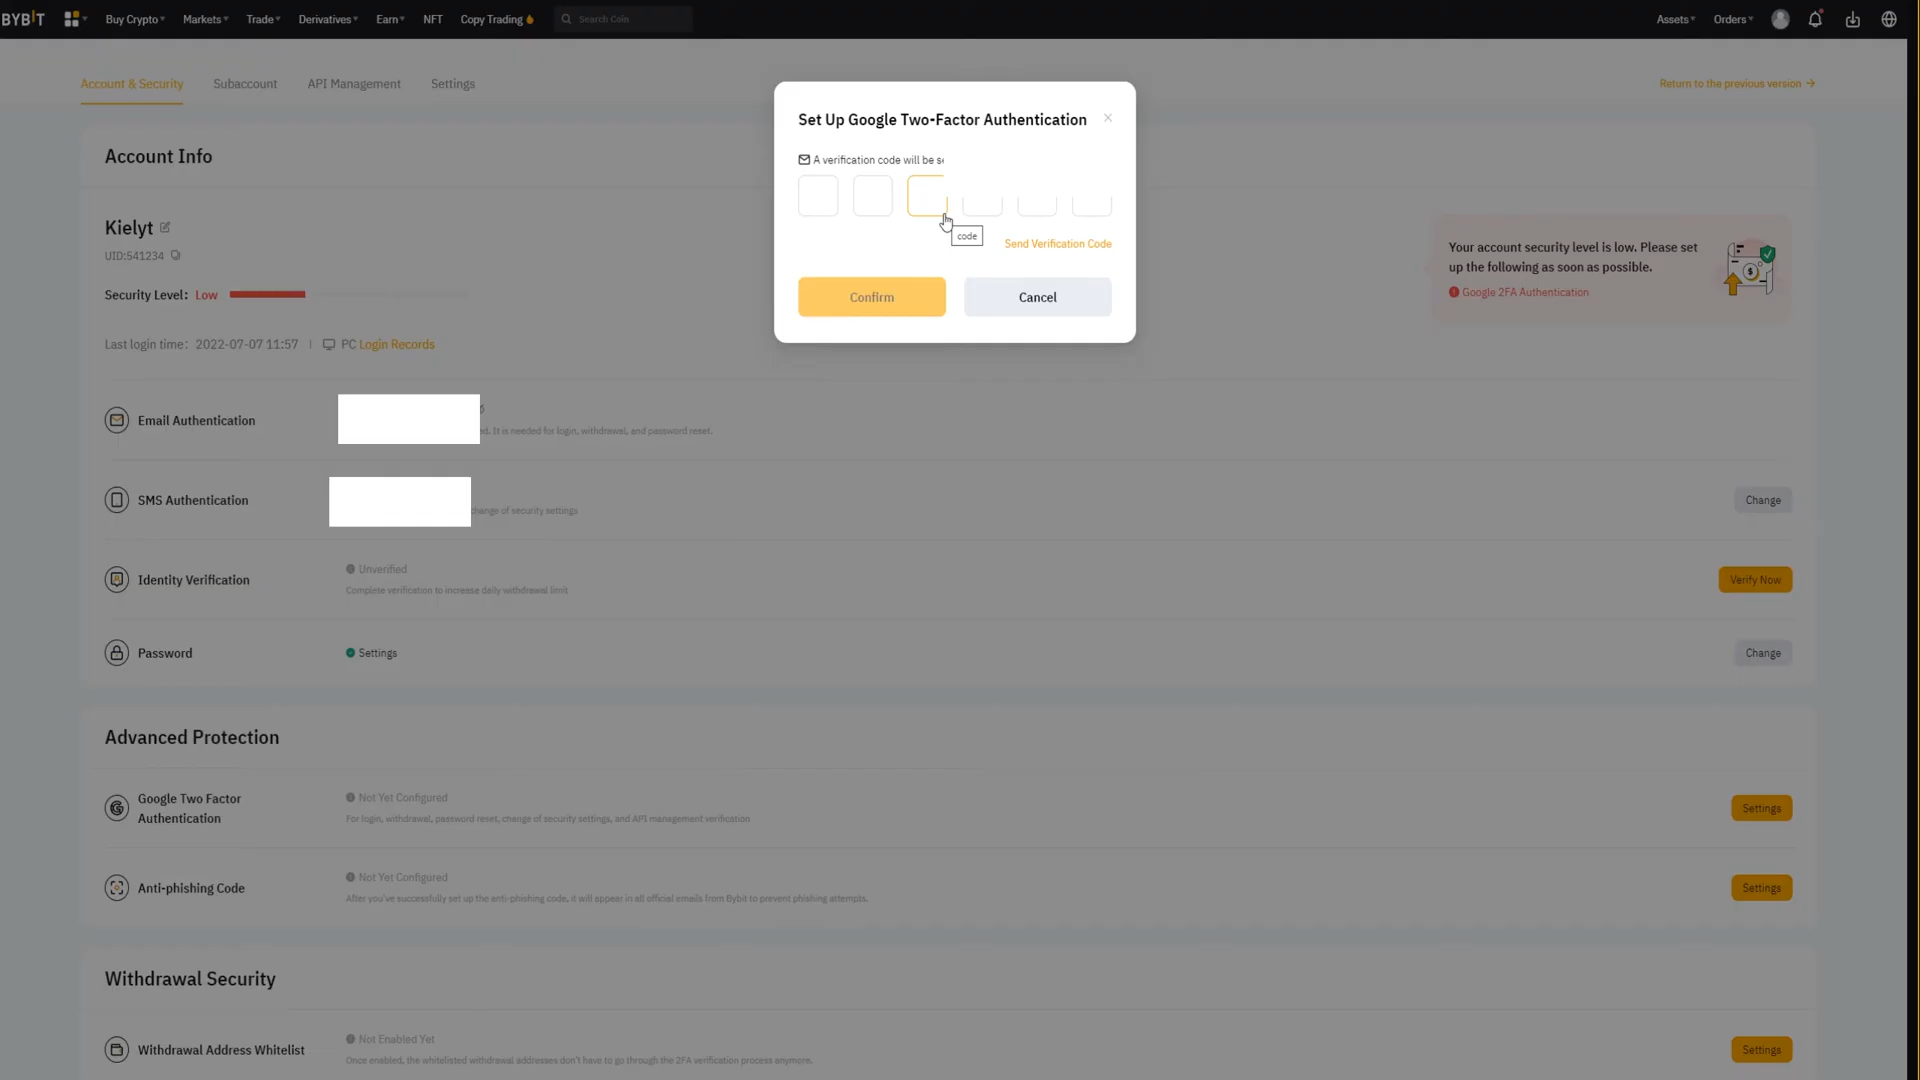 BYBIT Buy Crypto Markets Trade Derivatives Earn NFT Copy Trading Search Coin Assets Orders
Account & Security Subaccount API Management Settings Return to the previous version
Set Up Google Two-Factor Authentication
A verification code will be
code
Send Verification Code
Confirm Cancel
Account Info
Kielyt
UID:541234
Security Level: Low
Your account security level is low. Please set
up the following as soon as possible.
Google 2FA Authentication
Last login time: 2022-07-07 11:57 | PC Login Records
Email Authentication
It is needed for login, withdrawal, and password reset.
SMS Authentication Change
hange of security settings
Identity Verification Unverified Verify Now
Complete verification to increase daily withdrawal limit
Password Settings Change
Advanced Protection
Google Two Factor
Authentication
Not Yet Configured
For login, withdrawal, password reset, change of security settings, and API management verification
Settings
Anti-phishing Code
Not Yet Configured
After you've successfully set up the anti-phishing code, it will appear in all official emails from Bybit to prevent phishing attempts.
Settings
Withdrawal Security
Withdrawal Address Whitelist
Not Enabled Yet
Once enabled, the whitelisted withdrawal addresses don't have to go through the 2FA verification process anymore.
Settings